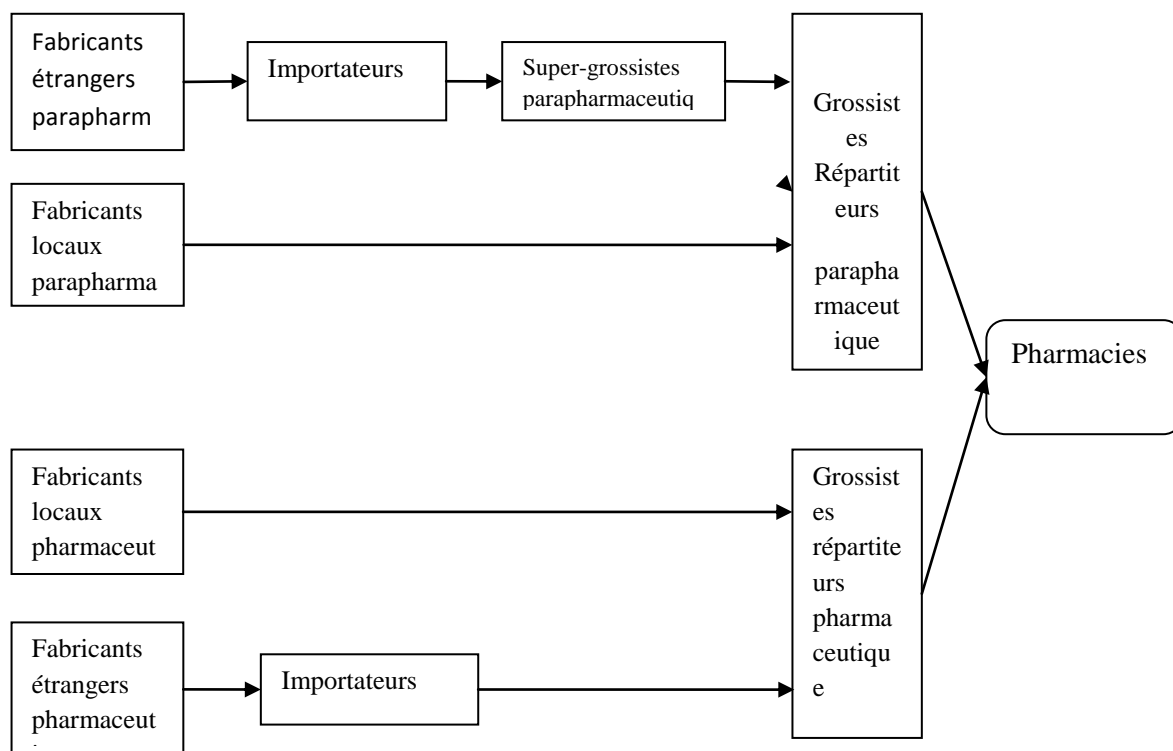 Fabricants
étrangers
parapharm
Importateurs
Super-grossistes
parapharmaceutiq
Grossist
es
Répartit
eurs
parapha
rmaceut
ique
Fabricants
locaux
parapharma
Pharmacies
Fabricants
locaux
pharmaceut
Grossist
es
répartite
urs
pharma
ceutiqu
e
Fabricants
étrangers
pharmaceut
Importateurs